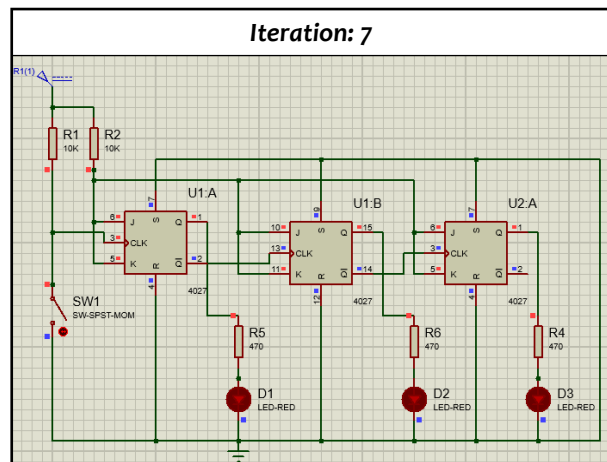 Iteration: 7
R1(1)
R1
10K
R2
10K
U1:A
U1:B
U2:A
7
9
7
6
J
S
Q
1
10
J
S
Q
15
6
J
S
Q
1
3
CLK
13
CLK
3
CLK
5
K
R
QI
2
11
K
R
QI
14
5
K
R
QI
2
4
4027
12
4027
4
4027
SW1
SW-SPST-MOM
R5
470
R6
470
R4
470
D1
LED-RED
D2
LED-RED
D3
LED-RED